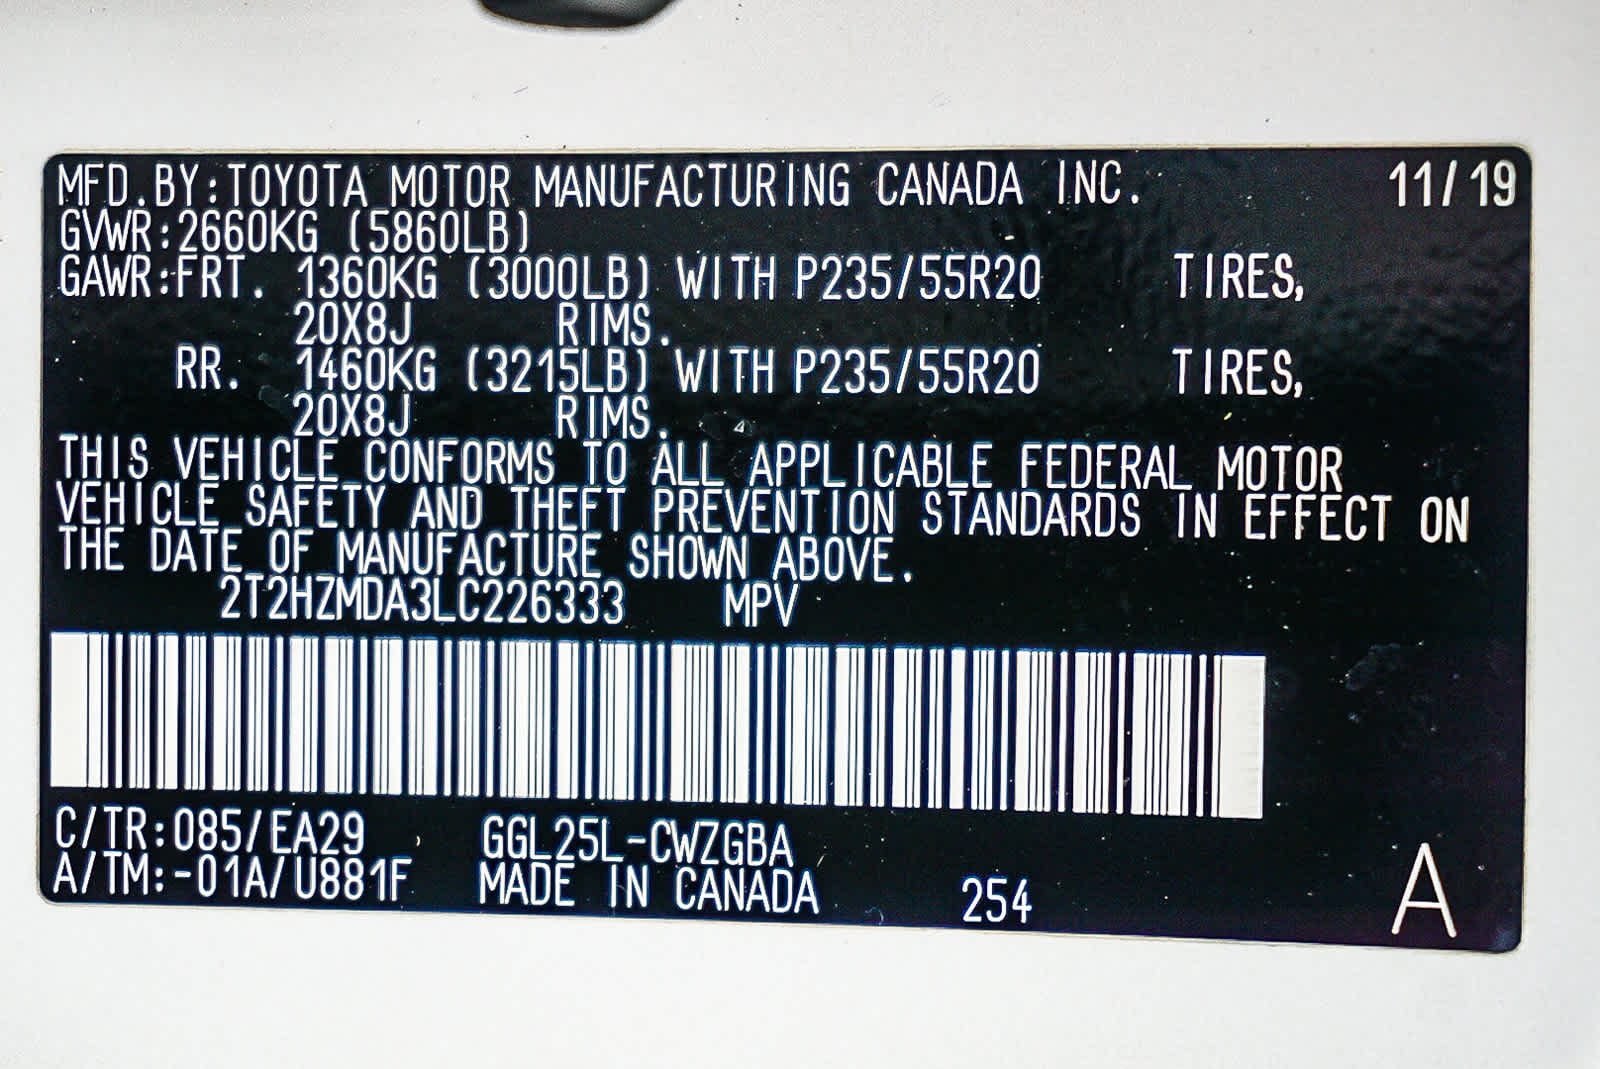 MFD.BY:TOYOTA MOTOR MANUFACTURING CANADA INC. 11/19
GVWR:2660KG (5860LB)
GAWR:FRT. 1360KG (3000LB) WITH P235/55R20 TIRES,
20X8J RIMS.
RR. 1460KG (3215LB) WITH P235/55R20 TIRES,
20X8J RIMS.
THIS VEHICLE CONFORMS TO ALL APPLICABLE FEDERAL MOTOR
VEHICLE SAFETY AND THEFT PREVENTION STANDARDS IN EFFECT ON
THE DATE OF MANUFACTURE SHOWN ABOVE.
2T2HZMDA3LC226333 MPV
C/TR:085/EA29 GGL25L-CWZGBA
A/TM:-01A/U881F MADE IN CANADA 254 A